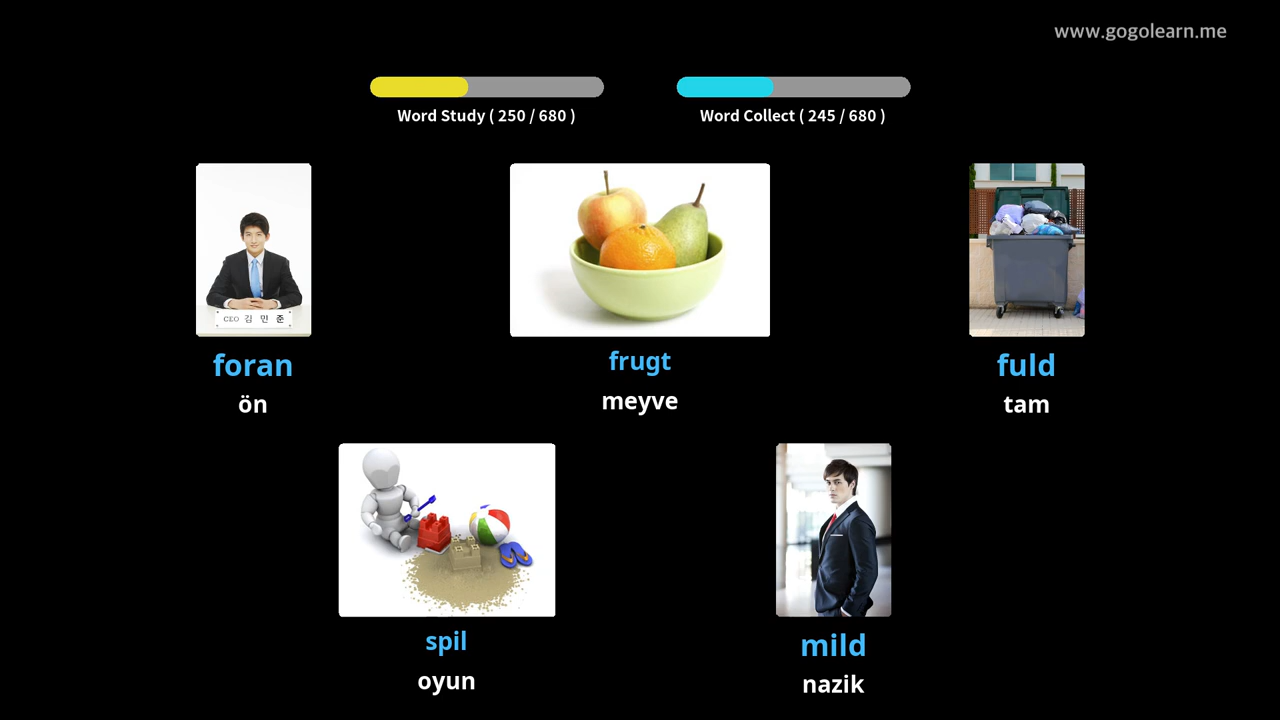 www.gogolearn.me
Word Study ( 250 / 680 )
Word Collect ( 245 / 680 )
CEO 김 민 준
foran
ön
frugt
meyve
fuld
tam
spil
oyun
mild
nazik